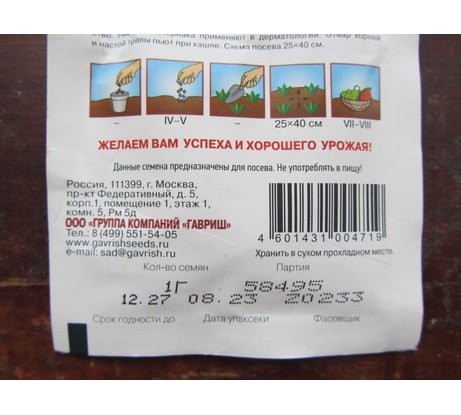 применяют в дерматологии. Отвар корней
и настой травы пьют при кашле. Схема посева 25×40 см.
– IV–V – 25×40 см VII–VIII
ЖЕЛАЕМ ВАМ УСПЕХА И ХОРОШЕГО УРОЖАЯ!
Данные семена предназначены для посева. Не употреблять в пищу!
Россия, 111399, г. Москва,
пр-кт Федеративный, д. 5,
корп.1, помещение 1, этаж 1,
комн. 5, Рм 5д
ООО «ГРУППА КОМПАНИЙ "ГАВРИШ"
Тел.: 8 (499) 551-54-05
www.gavrishseeds.ru
e-mail: sad@gavrish.ru
4 601431 004719
Хранить в сухом прохладном месте.
Кол-во семян Партия
1Г 58495
12.27 08.23 20233
Срок годности до Дата упаковки Фасовщик